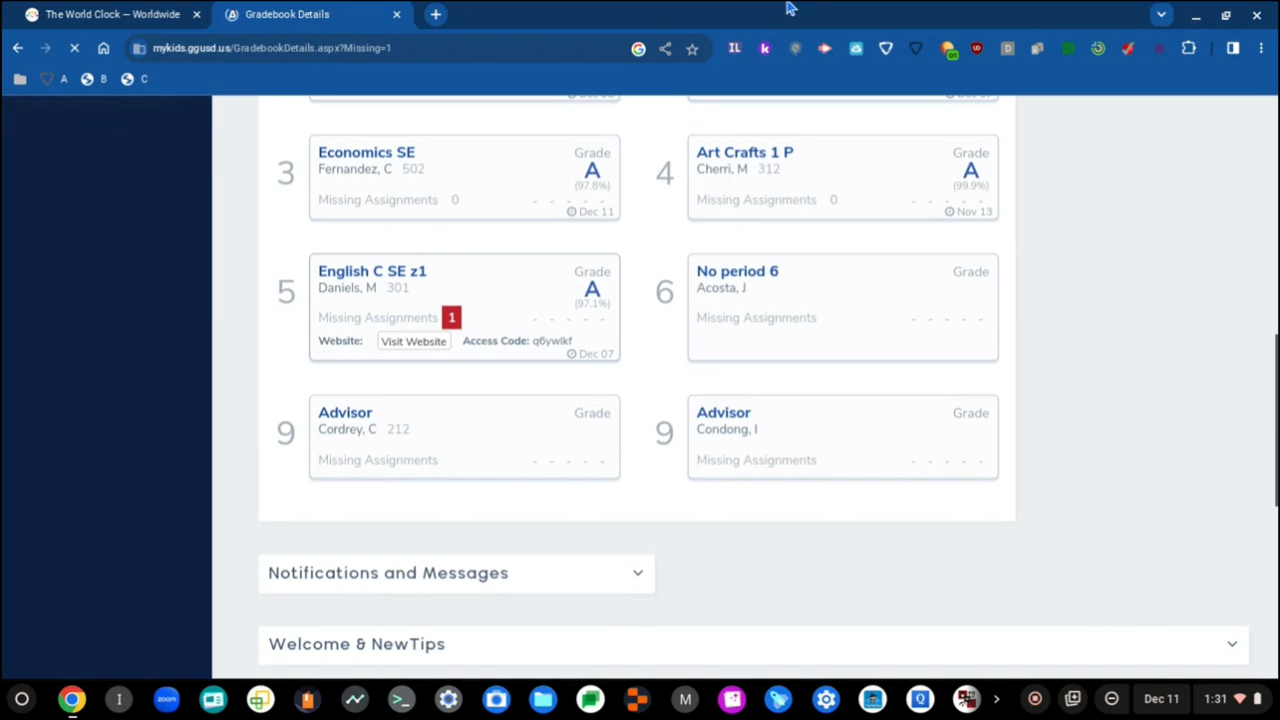 The World Clock — Worldwide
Gradebook Details
mykids.ggusd.us/GradebookDetails.aspx?Missing=1
A
B
C
3
Economics SE
Grade
Fernandez, C 502
A
(97.8%)
Missing Assignments 0
- - - - -
Dec 11
4
Art Crafts 1 P
Grade
Cherri, M 312
A
(99.9%)
Missing Assignments 0
- - - - -
Nov 13
5
English C SE z1
Grade
Daniels, M 301
A
(97.1%)
Missing Assignments 1
- - - - -
Website: Visit Website Access Code: q6ywlkf
Dec 07
6
No period 6
Grade
Acosta, J
Missing Assignments
- - - - -
9
Advisor
Grade
Cordrey, C 212
Missing Assignments
- - - - -
9
Advisor
Grade
Condong, I
Missing Assignments
- - - - -
Notifications and Messages
Welcome & NewTips
zoom
Dec 11
1:31